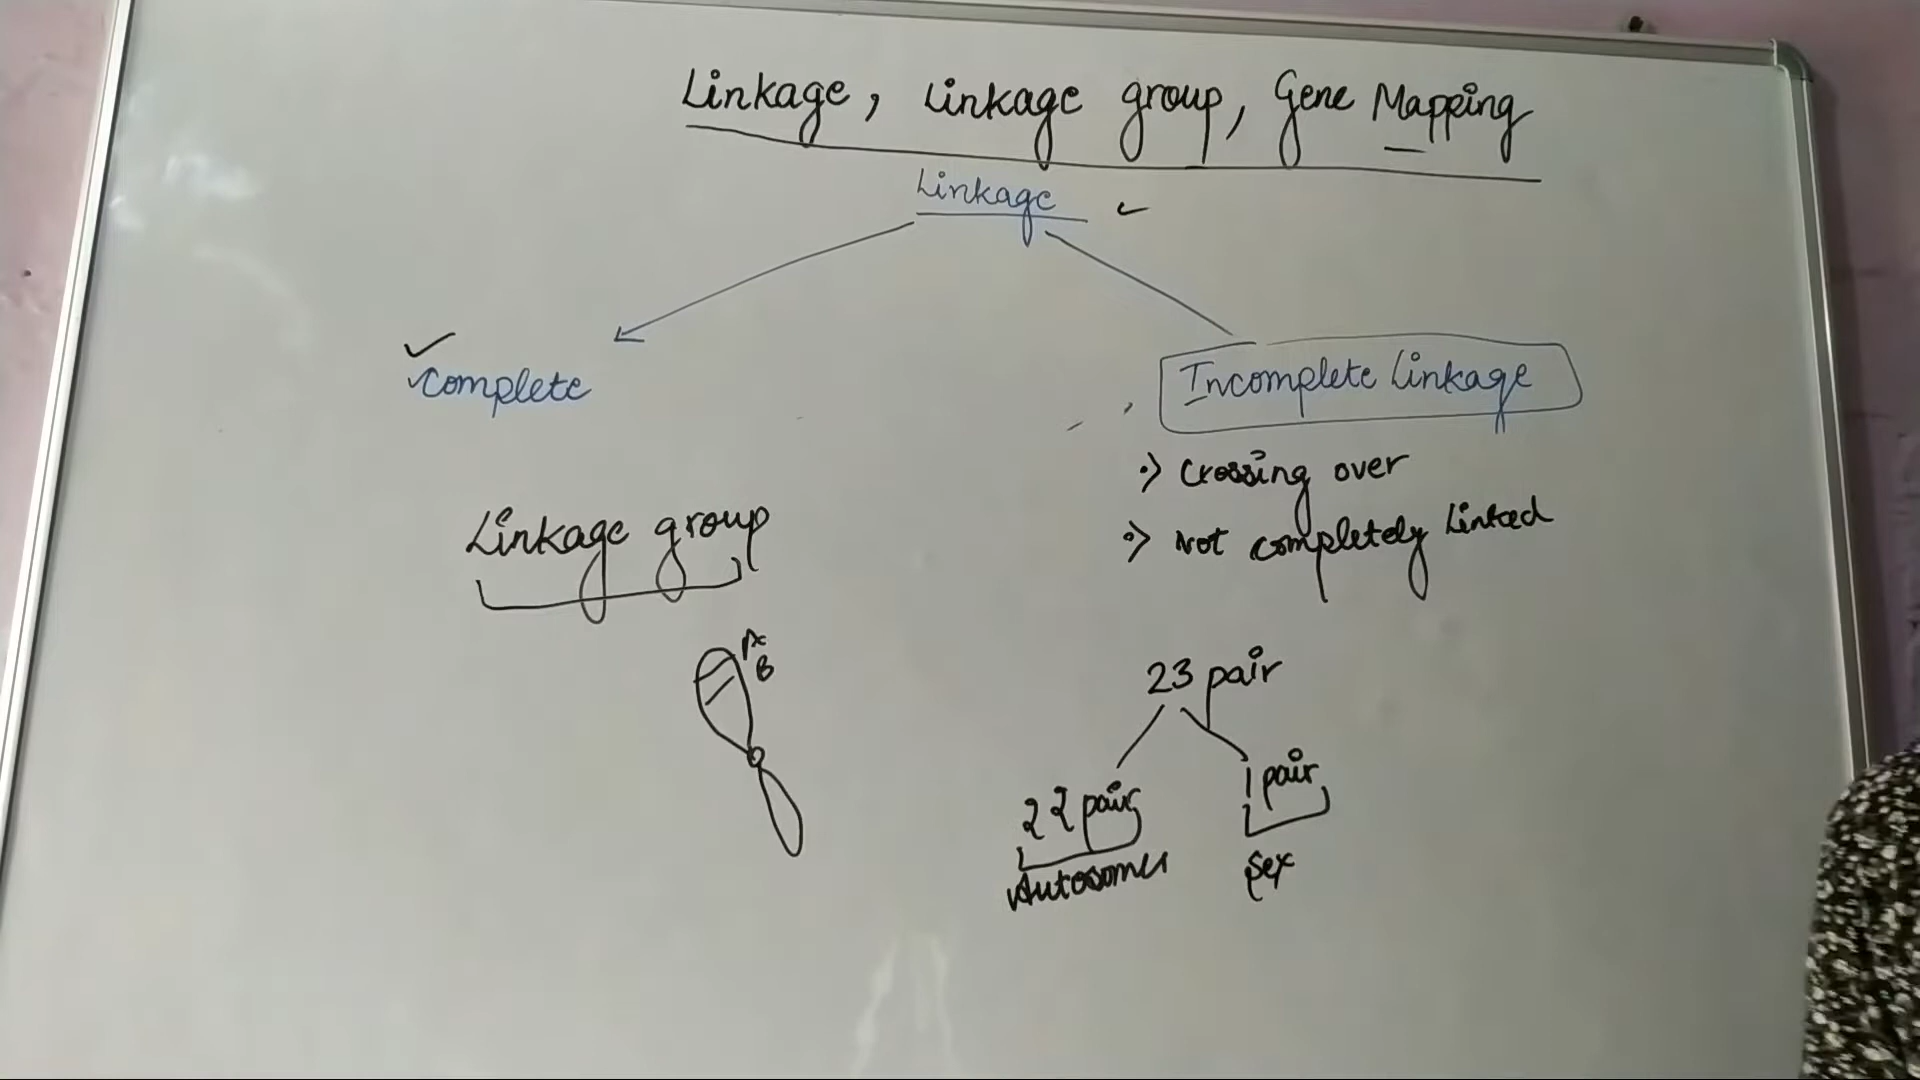 Linkage, Linkage group, Gene Mapping
Linkage
Complete
Incomplete Linkage
Crossing over
Not completely Linked
Linkage group
A
B
23 pair
22 pair
1 pair
Autosomes
Sex